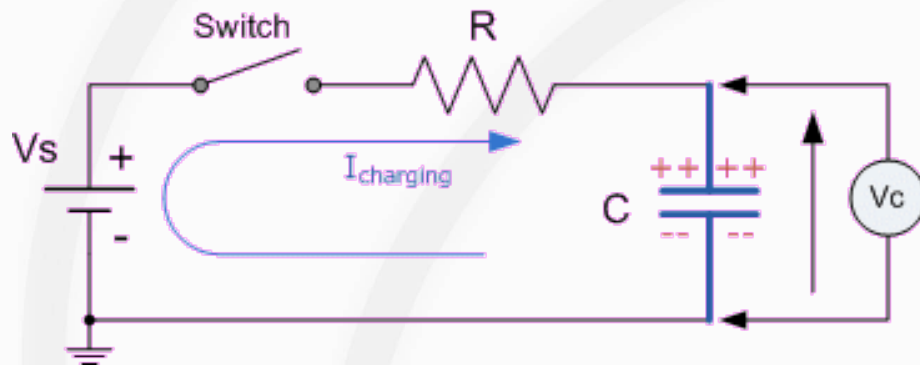 Switch
R
Vs
+
-
Icharging
C
++ ++
-- --
Vc